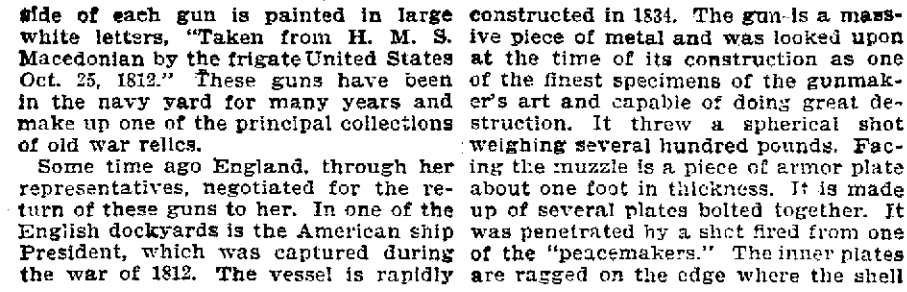 side of each gun is painted in large
white letters, "Taken from H. M. S.
Macedonian by the frigate United States
Oct. 25, 1812." These guns have been
in the navy yard for many years and
make up one of the principal collections
of old war relics.
Some time ago England, through her
representatives, negotiated for the re-
turn of these guns to her. In one of the
English dockyards is the American ship
President, which was captured during
the war of 1812. The vessel is rapidly
constructed in 1834. The gun is a mass-
ive piece of metal and was looked upon
at the time of its construction as one
of the finest specimens of the gunmak-
er's art and capable of doing great de-
struction. It threw a spherical shot
weighing several hundred pounds. Fac-
ing the muzzle is a piece of armor plate
about one foot in thickness. It is made
up of several plates bolted together. It
was penetrated by a shot fired from one
of the "peacemakers." The inner plates
are ragged on the edge where the shell